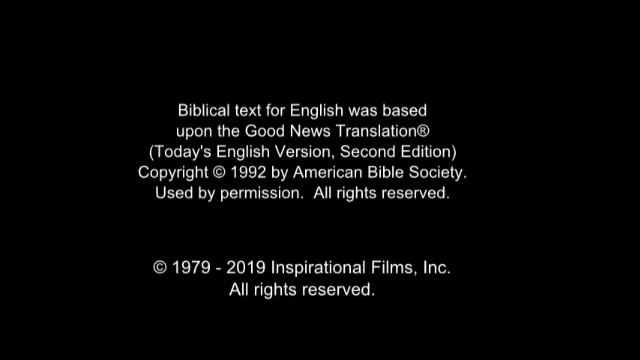 Biblical text for English was based
upon the Good News Translation®
(Today's English Version, Second Edition)
Copyright © 1992 by American Bible Society.
Used by permission.  All rights reserved.
© 1979 - 2019 Inspirational Films, Inc.
All rights reserved.